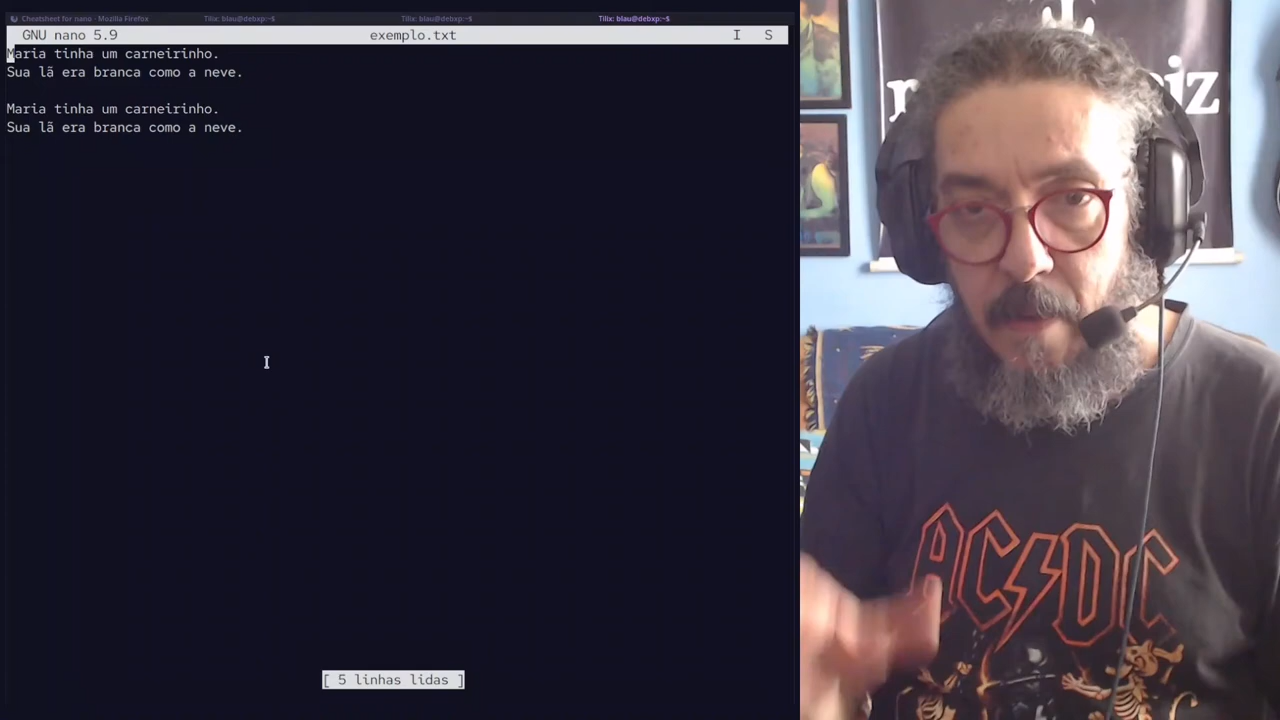 Cheatsheet for nano - Mozilla Firefox
Tilix: blau@debxp:~$
Tilix: blau@debxp:~$
Tilix: blau@debxp:~$
GNU nano 5.9 exemplo.txt I S
Maria tinha um carneirinho.
Sua lã era branca como a neve.
Maria tinha um carneirinho.
Sua lã era branca como a neve.
[ 5 linhas lidas ]
AC/DC